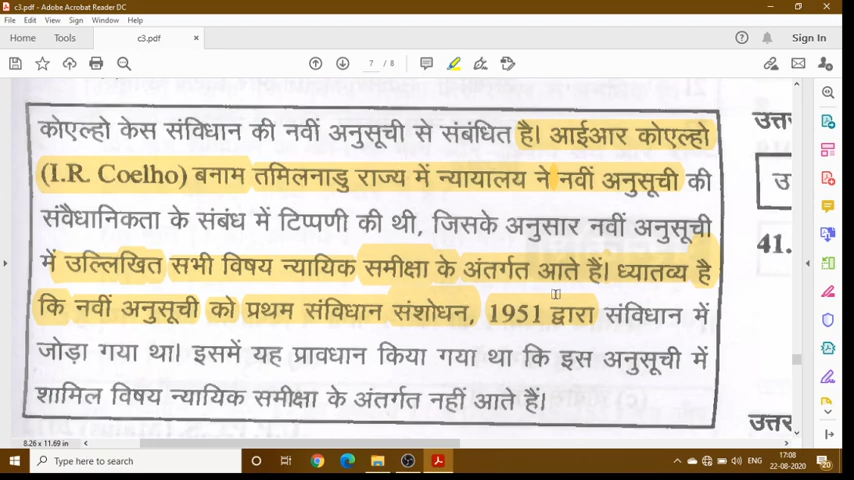 c3.pdf - Adobe Acrobat Reader DC
File Edit View Sign Window Help
Home Tools c3.pdf × Sign In
7 / 8
कोएल्हो केस संविधान की नवीं अनुसूची से संबंधित है। आईआर कोएल्हो
(I.R. Coelho) बनाम तमिलनाडु राज्य में न्यायालय ने नवीं अनुसूची की
संवैधानिकता के संबंध में टिप्पणी की थी, जिसके अनुसार नवीं अनुसूची
में उल्लिखित सभी विषय न्यायिक समीक्षा के अंतर्गत आते हैं। ध्यातव्य है
कि नवीं अनुसूची को प्रथम संविधान संशोधन, 1951 द्वारा संविधान में
जोड़ा गया था। इसमें यह प्रावधान किया गया था कि इस अनुसूची में
शामिल विषय न्यायिक समीक्षा के अंतर्गत नहीं आते हैं।
उत्त
उ
41.
उत्त
8.26 x 11.69 in
Type here to search
17:08
22-08-2020
20